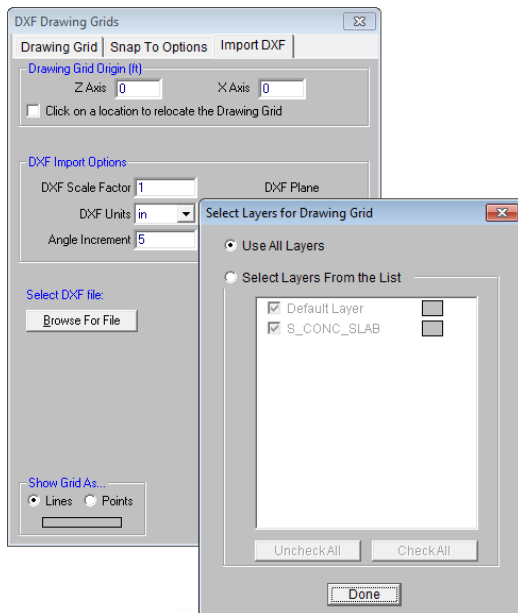 DXF Drawing Grids
Drawing Grid Snap To Options Import DXF
Drawing Grid Origin (ft)
Z Axis 0 X Axis 0
Click on a location to relocate the Drawing Grid
DXF Import Options
DXF Scale Factor 1 DXF Plane
DXF Units in
Angle Increment 5
Select DXF file:
Browse For File
Show Grid As...
Lines Points
Select Layers for Drawing Grid
Use All Layers
Select Layers From the List
Default Layer
S_CONC_SLAB
UncheckAll CheckAll
Done